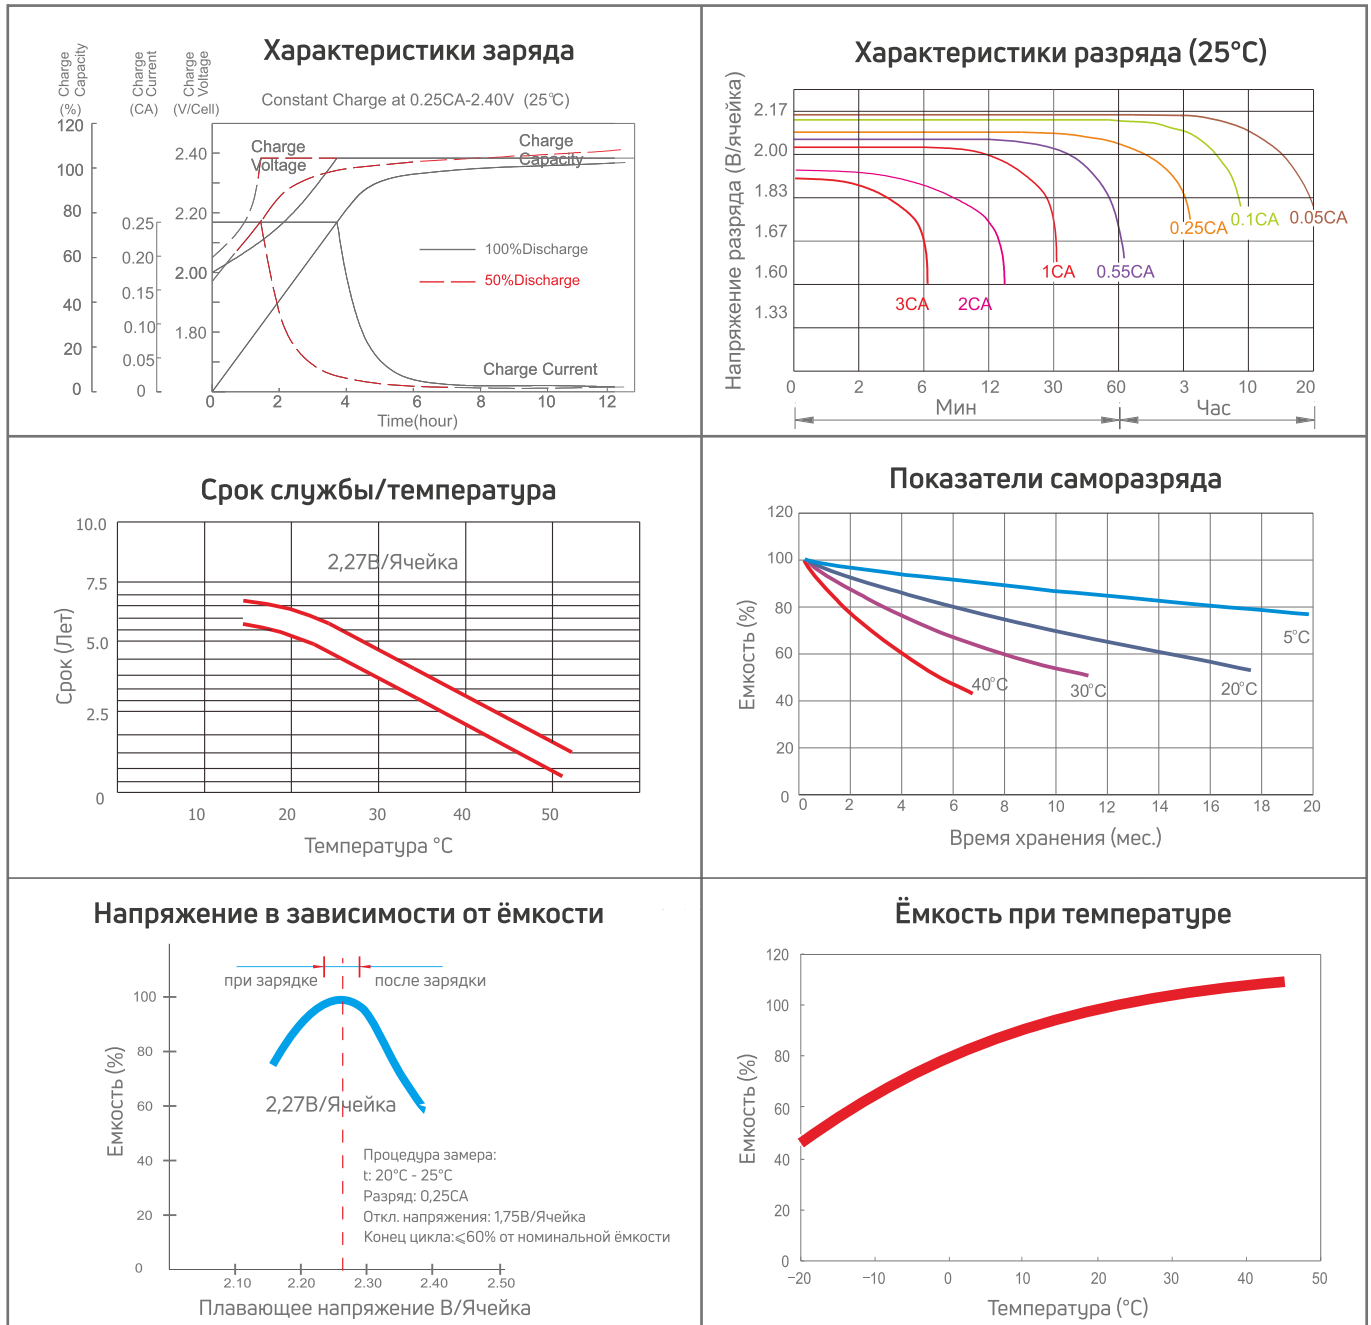 Характеристики заряда
Charge Capacity
(%)
Charge Current
(CA)
Charge Voltage
(V/Cell)
Constant Charge at 0.25CA-2.40V (25℃)
120
100
80
60
40
20
0
0.25
0.20
0.15
0.10
0.05
0
2.40
2.20
2.00
1.80
Charge
Voltage
Charge
Capacity
100%Discharge
50%Discharge
Charge Current
0
2
4
6
8
10
12
Time(hour)
Характеристики разряда (25°C)
Напряжение разряда (В/ячейка)
2.17
2.00
1.83
1.67
1.60
1.33
3CA
2CA
1CA
0.55CA
0.25CA
0.1CA
0.05CA
0
2
6
12
30
60
3
10
20
Мин
Час
Срок службы/температура
Срок (Лет)
10.0
7.5
5.0
2.5
0
2,27В/Ячейка
10
20
30
40
50
Температура °C
Показатели саморазряда
Емкость (%)
120
100
80
60
40
20
0
5°C
40°C
30°C
20°C
0
2
4
6
8
10
12
14
16
18
20
Время хранения (мес.)
Напряжение в зависимости от ёмкости
при зарядке
после зарядки
Емкость (%)
100
80
60
40
20
0
2,27В/Ячейка
Процедура замера:
t: 20°C - 25°C
Разряд: 0,25СА
Откл. напряжения: 1,75В/Ячейка
Конец цикла:⩽60% от номинальной ёмкости
2.10
2.20
2.30
2.40
2.50
Плавающее напряжение В/Ячейка
Ёмкость при температуре
Емкость (%)
120
100
80
60
40
20
0
−20
−10
0
10
20
30
40
50
Температура (°C)